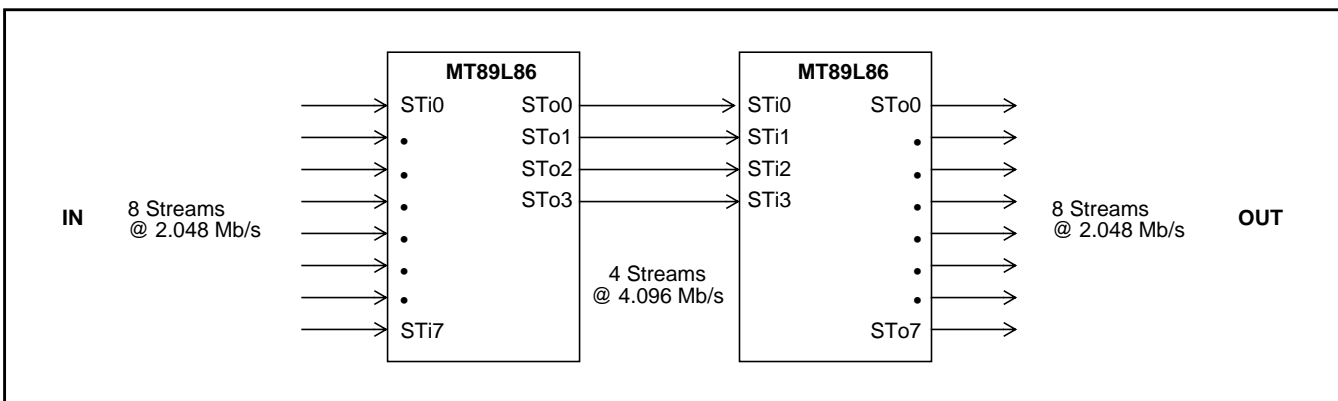 MT89L86
STi0
STo0
STo1
STo2
STo3
STi7
IN
8 Streams
@ 2.048 Mb/s
4 Streams
@ 4.096 Mb/s
MT89L86
STi0
STi1
STi2
STi3
STo0
STo7
8 Streams
@ 2.048 Mb/s
OUT